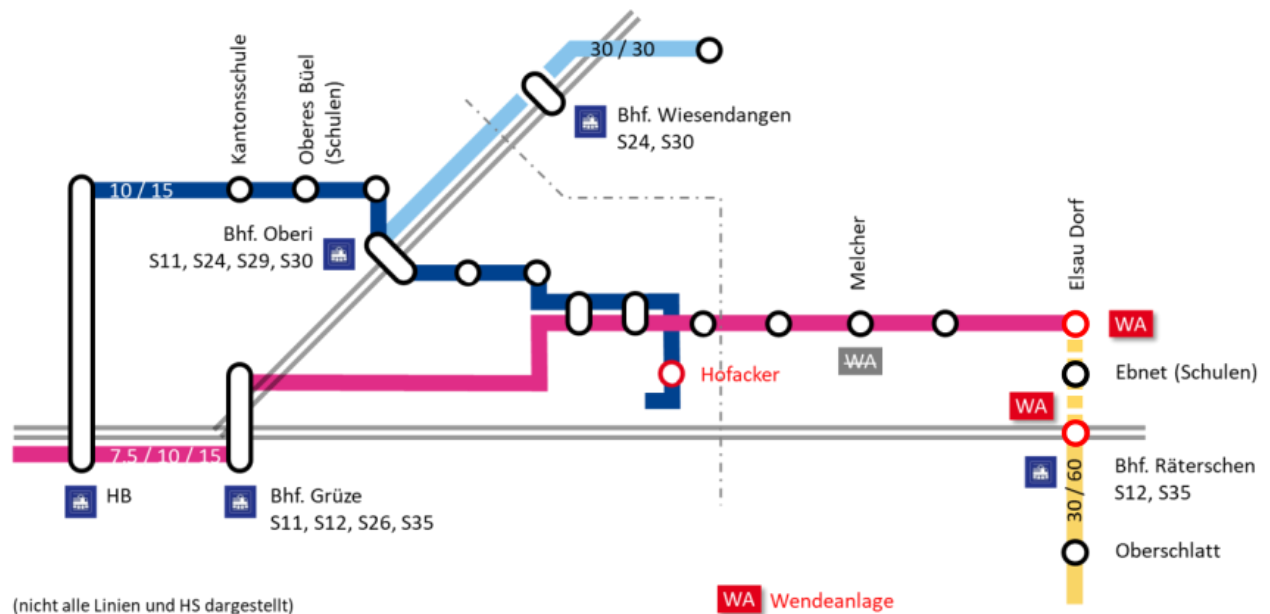 30 / 30
Kantonsschule
Oberes Büel
(Schulen)
Bhf. Wiesendangen
S24, S30
10 / 15
Bhf. Oberi
S11, S24, S29, S30
Melcher
Elsau Dorf
WA
WA
Hofacker
Ebnet (Schulen)
WA
7.5 / 10 / 15
HB
Bhf. Grüze
S11, S12, S26, S35
Bhf. Räterschen
S12, S35
30 / 60
Oberschlatt
(nicht alle Linien und HS dargestellt)
WA Wendeanlage